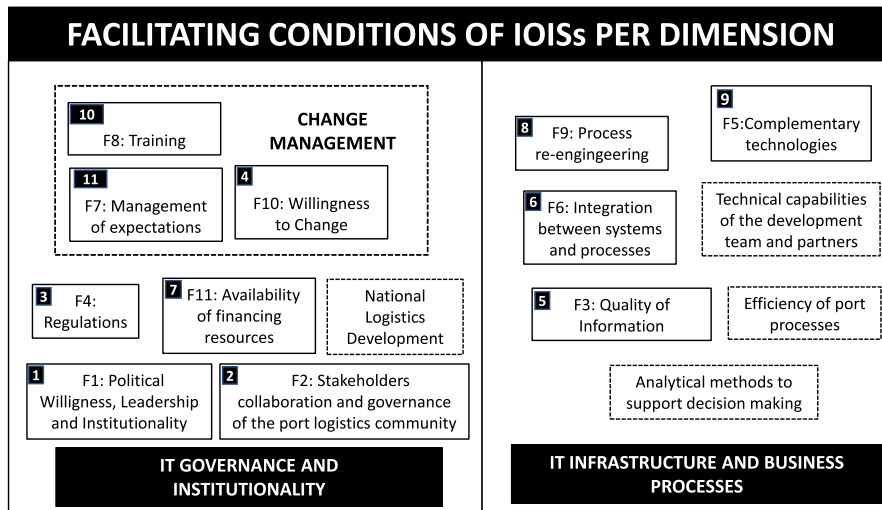 FACILITATING CONDITIONS OF IOISs PER DIMENSION
10
F8: Training
CHANGE
MANAGEMENT
11
F7: Management
of expectations
4
F10: Willingness
to Change
3
F4:
Regulations
7
F11: Availability
of financing
resources
National
Logistics
Development
1
F1: Political
Willigness, Leadership
and Institutionality
2
F2: Stakeholders
collaboration and governance
of the port logistics community
IT GOVERNANCE AND
INSTITUTIONALITY
8
F9: Process
re-engingeering
9
F5:Complementary
technologies
6
F6: Integration
between systems
and processes
Technical capabilities
of the development
team and partners
5
F3: Quality of
Information
Efficiency of port
processes
Analytical methods to
support decision making
IT INFRASTRUCTURE AND BUSINESS
PROCESSES